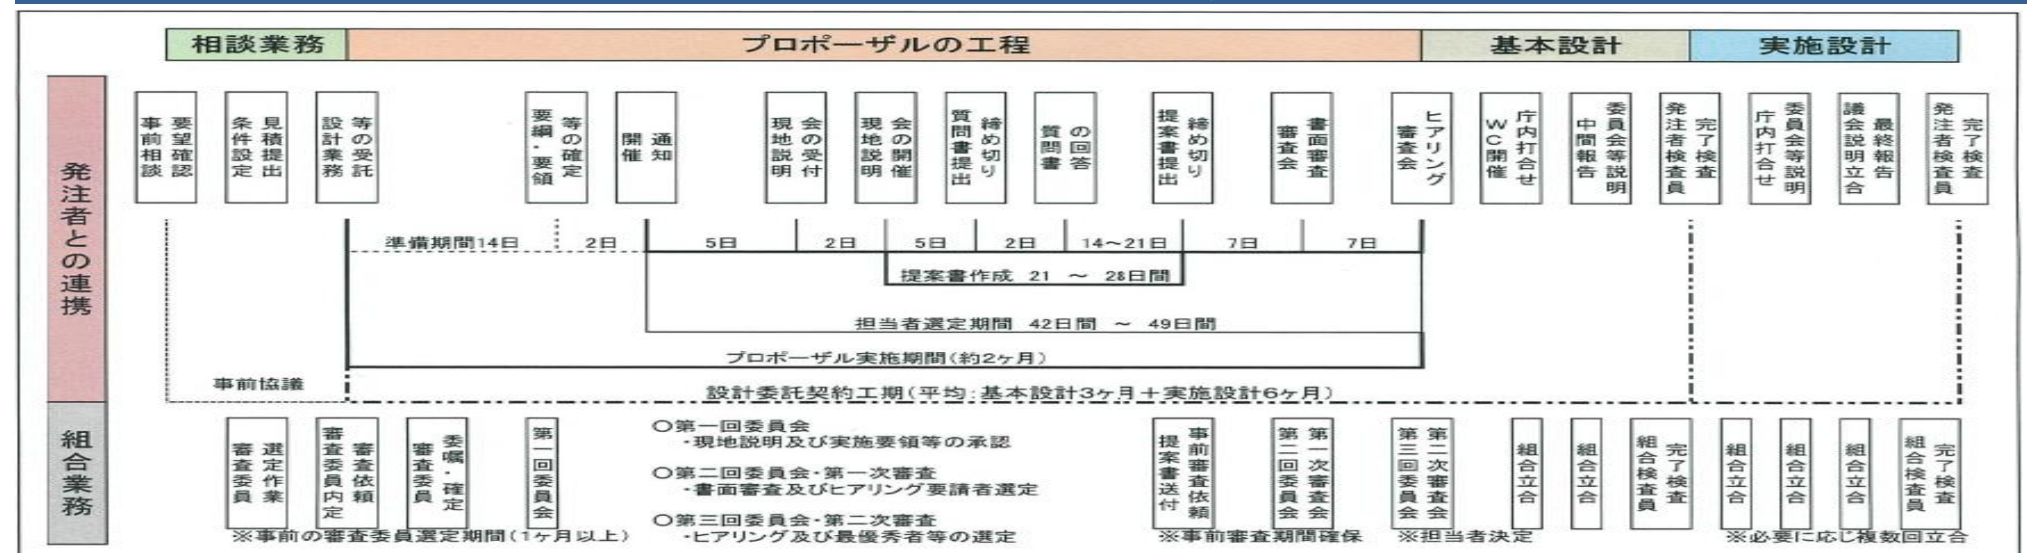 相談業務
プロポーザルの工程
基本設計
実施設計
発注者との連携
事前相談
要望確認
条件設定
見積提出
設計業務
等の受託
要綱・要領
等の確定
開催
通知
現地説明
会の受付
現地説明
会の開催
質問書提出
締め切り
質問書
の回答
提案書提出
締め切り
審査会
書面審査
審査会
ヒアリング
WC開催
庁内打合せ
中間報告
委員会等説明
発注者検査員
完了検査
庁内打合せ
委員会等説明
議会説明立合
最終報告
発注者検査員
完了検査
準備期間14日
2日
5日
2日
5日
2日
14~21日
7日
7日
提案書作成 21 ~ 28日間
担当者選定期間 42日間 ~ 49日間
プロポーザル実施期間(約2ヶ月)
事前協議
設計委託契約工期(平均:基本設計3ヶ月+実施設計6ヶ月)
組合業務
審査委員
選定作業
審査委員内定
審査依頼
審査委員
委嘱・確定
第一回委員会
〇第一回委員会
・現地説明及び実施要領等の承認
〇第二回委員会・第一次審査
・書面審査及びヒアリング要請者選定
〇第三回委員会・第二次審査
・ヒアリング及び最優秀者等の選定
提案書送付
事前審査依頼
第二回委員会
第一次審査会
第三回委員会
第二次審査会
組合立合
組合立合
組合検査員
完了検査
組合立合
組合立合
組合立合
組合検査員
完了検査
※事前の審査委員選定期間(1ヶ月以上)
※事前審査期間確保
※担当者決定
※必要に応じ複数回立合